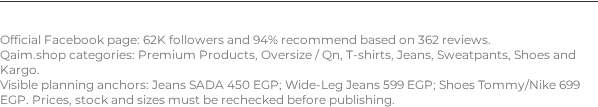 Official Facebook page: 62K followers and 94% recommend based on 362 reviews.
Qaim.shop categories: Premium Products, Oversize / Qn, T-shirts, Jeans, Sweatpants, Shoes and
Kargo.
Visible planning anchors: Jeans SADA 450 EGP; Wide-Leg Jeans 599 EGP; Shoes Tommy/Nike 699
EGP. Prices, stock and sizes must be rechecked before publishing.